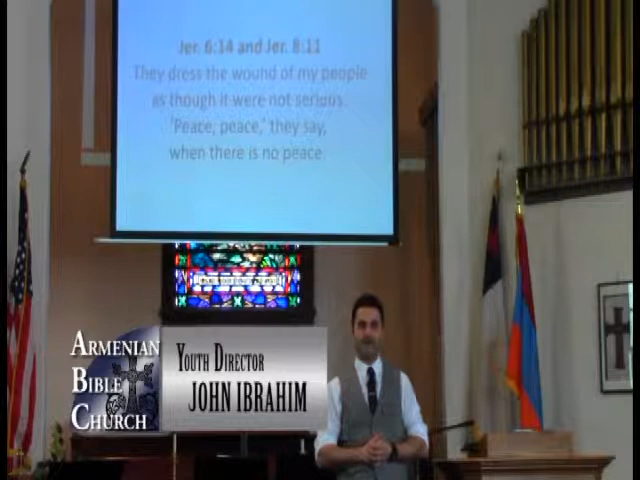 Jer. 6:14 and Jer. 8:11
They dress the wound of my people
as though it were not serious.
'Peace, peace,' they say,
when there is no peace.
ARMENIAN
BIBLE
CHURCH
YOUTH DIRECTOR
JOHN IBRAHIM